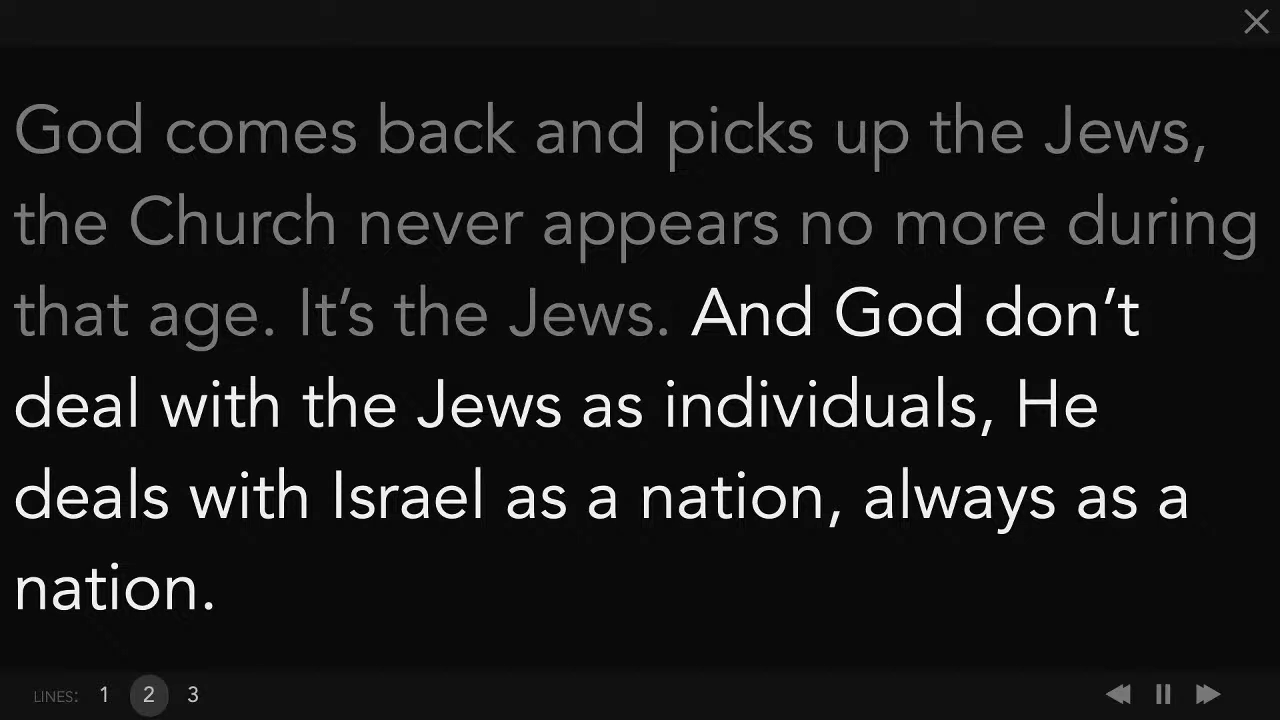 God comes back and picks up the Jews,
the Church never appears no more during
that age. It’s the Jews. And God don’t
deal with the Jews as individuals, He
deals with Israel as a nation, always as a
nation.
LINES: 1 2 3